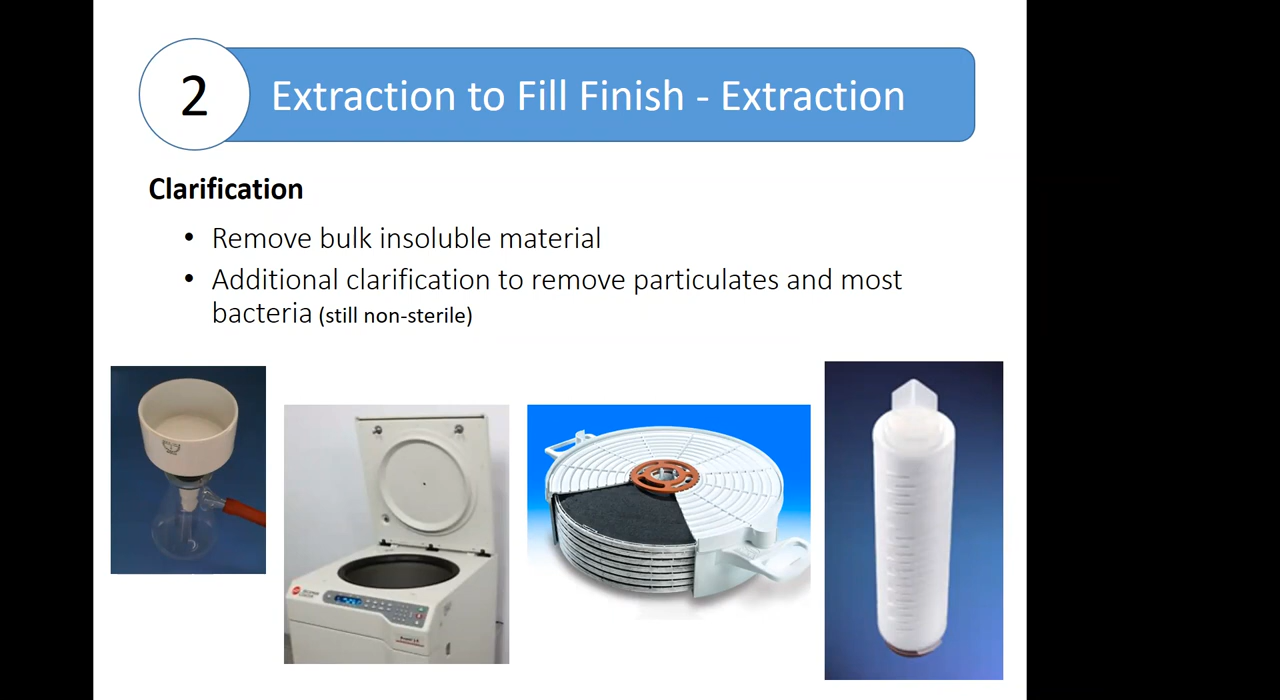 2
Extraction to Fill Finish - Extraction
Clarification
• Remove bulk insoluble material
• Additional clarification to remove particulates and most
bacteria (still non-sterile)